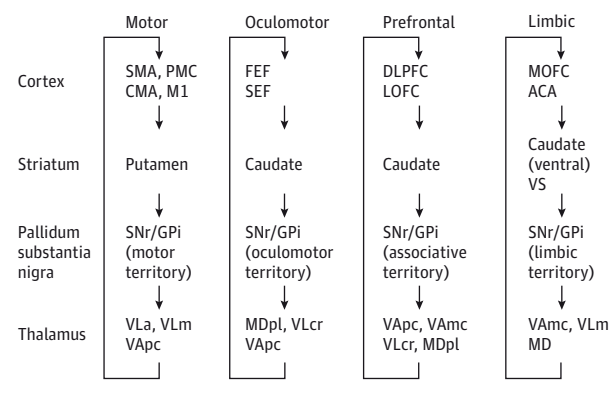 Motor Oculomotor Prefrontal Limbic
Cortex
SMA, PMC
CMA, M1
FEF
SEF
DLPFC
LOFC
MOFC
ACA
Striatum
Putamen
Caudate
Caudate
Caudate
(ventral)
VS
Pallidum
substantia
nigra
SNr/GPi
(motor
territory)
SNr/GPi
(oculomotor
territory)
SNr/GPi
(associative
territory)
SNr/GPi
(limbic
territory)
Thalamus
VLa, VLm
VApc
MDpl, VLcr
VApc
VApc, VAmc
VLcr, MDpl
VAmc, VLm
MD